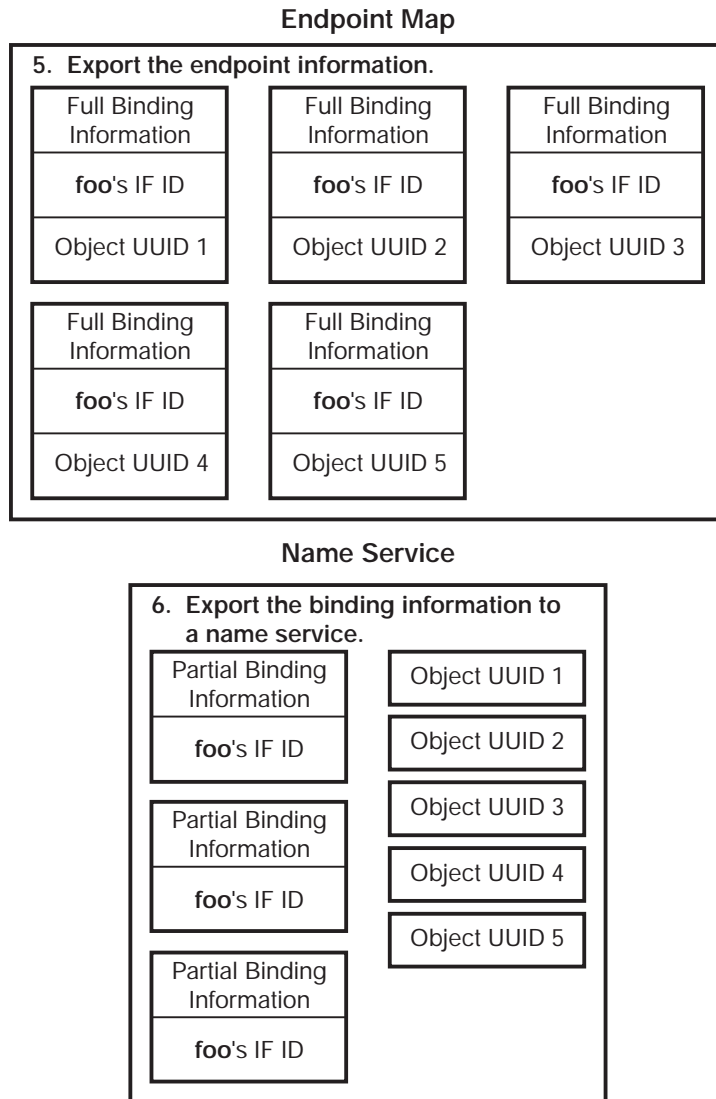 Endpoint Map
5. Export the endpoint information.
Full Binding
Information
foo's IF ID
Object UUID 1
Full Binding
Information
foo's IF ID
Object UUID 2
Full Binding
Information
foo's IF ID
Object UUID 3
Full Binding
Information
foo's IF ID
Object UUID 4
Full Binding
Information
foo's IF ID
Object UUID 5
Name Service
6. Export the binding information to
a name service.
Partial Binding
Information
foo's IF ID
Partial Binding
Information
foo's IF ID
Partial Binding
Information
foo's IF ID
Object UUID 1
Object UUID 2
Object UUID 3
Object UUID 4
Object UUID 5